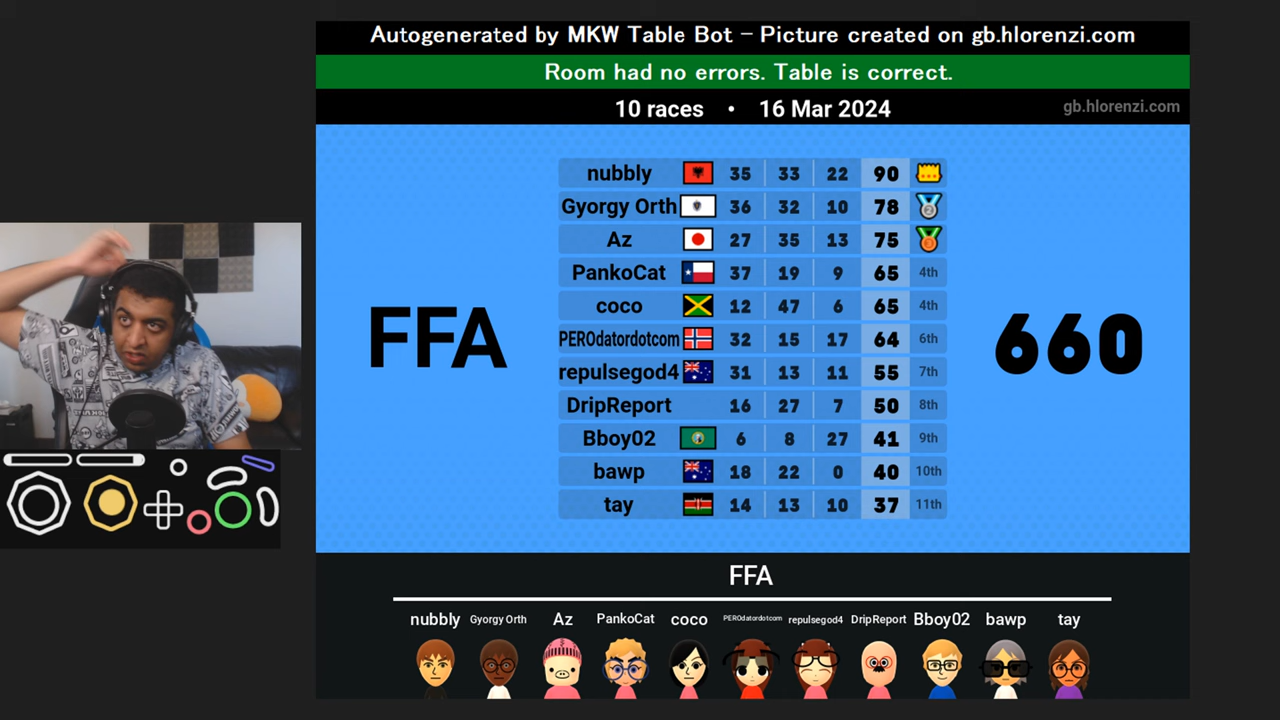 Autogenerated by MKW Table Bot - Picture created on gb.hlorenzi.com
Room had no errors. Table is correct.
10 races • 16 Mar 2024
gb.hlorenzi.com
nubbly 35 33 22 90
Gyorgy Orth 36 32 10 78 2
Az 27 35 13 75 3
PankoCat 37 19 9 65 4th
coco 12 47 6 65 4th
PEROdatordotcom 32 15 17 64 6th
repulsegod4 31 13 11 55 7th
DripReport 16 27 7 50 8th
Bboy02 6 8 27 41 9th
bawp 18 22 0 40 10th
tay 14 13 10 37 11th
FFA
660
FFA
nubbly Gyorgy Orth Az PankoCat coco PEROdatordotcom repulsegod4 DripReport Bboy02 bawp tay